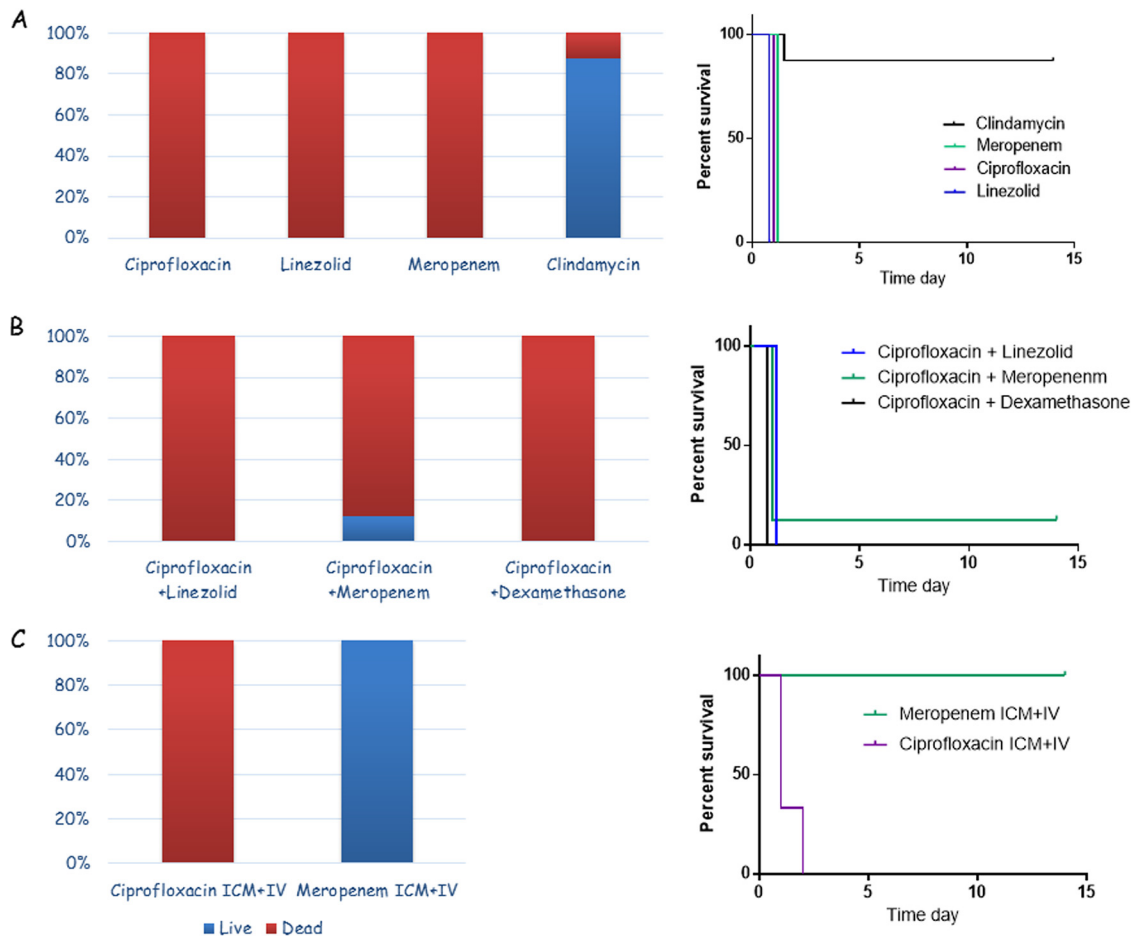 A
100%
80%
60%
40%
20%
0%
Ciprofloxacin
Linezolid
Meropenem
Clindamycin
Percent survival
100
50
0
0
5
10
15
Time day
Clindamycin
Meropenem
Ciprofloxacin
Linezolid
B
100%
80%
60%
40%
20%
0%
Ciprofloxacin
+Linezolid
Ciprofloxacin
+Meropenem
Ciprofloxacin
+Dexamethasone
Percent survival
100
50
0
0
5
10
15
Time day
Ciprofloxacin + Linezolid
Ciprofloxacin + Meropenenm
Ciprofloxacin + Dexamethasone
C
100%
80%
60%
40%
20%
0%
Ciprofloxacin ICM+IV
Meropenem ICM+IV
Live
Dead
Percent survival
100
50
0
0
5
10
15
Time day
Meropenem ICM+IV
Ciprofloxacin ICM+IV